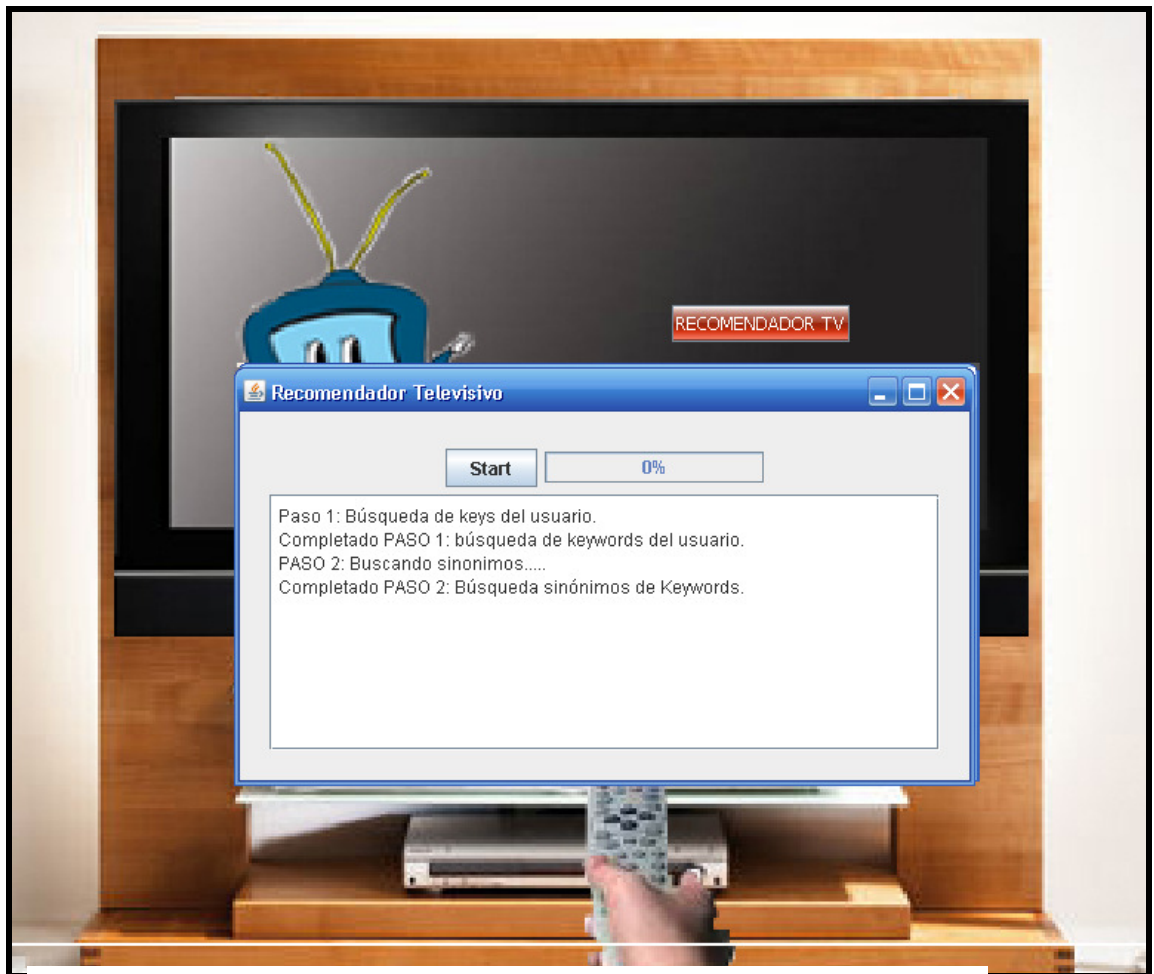 RECOMENDADOR TV
Recomendador Televisivo
Start
0%
Paso 1: Búsqueda de keys del usuario.
Completado PASO 1: búsqueda de keywords del usuario.
PASO 2: Buscando sinonimos.....
Completado PASO 2: Búsqueda sinónimos de Keywords.